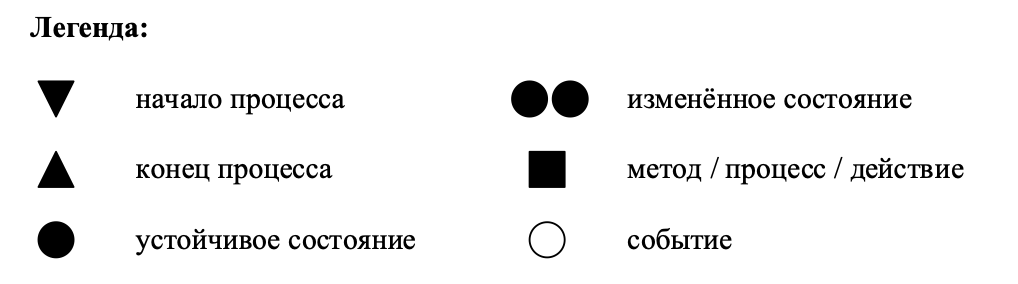 Легенда:
начало процесса
изменённое состояние
конец процесса
метод / процесс / действие
устойчивое состояние
событие